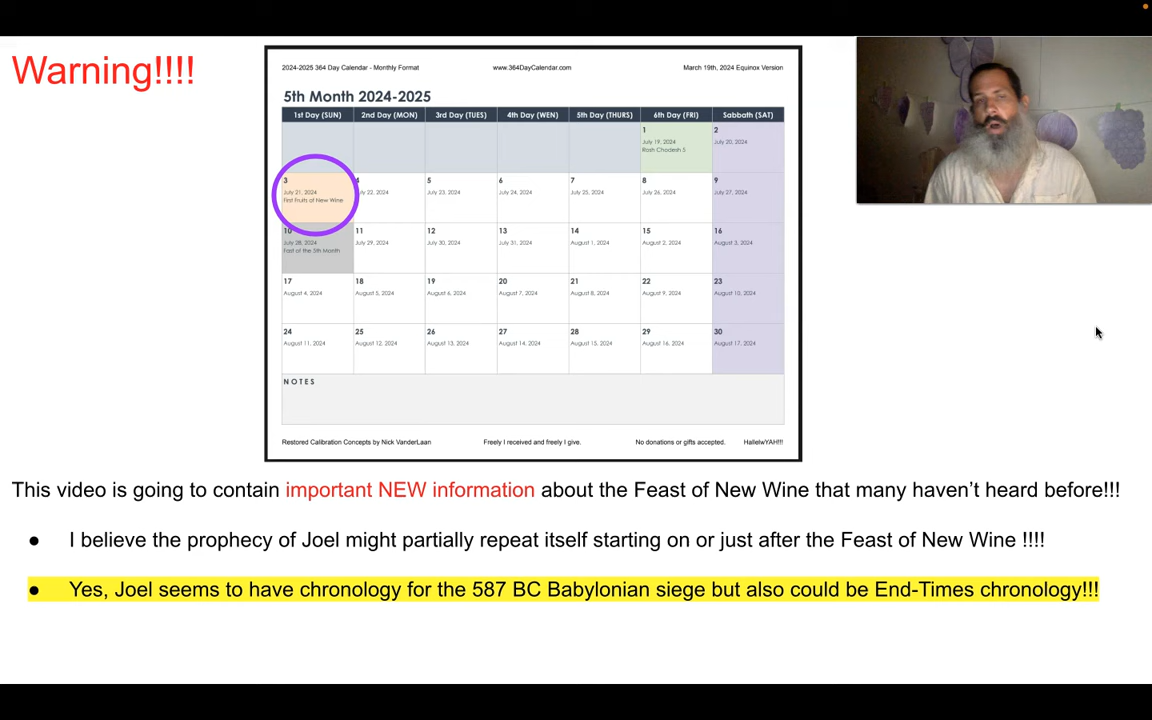 Warning!!!!
2024-2025 364 Day Calendar - Monthly Format www.364DayCalendar.com March 19th, 2024 Equinox Version
5th Month 2024-2025
1st Day (SUN) 2nd Day (MON) 3rd Day (TUES) 4th Day (WEN) 5th Day (THURS) 6th Day (FRI) Sabbath (SAT)
1 2
July 19, 2024 July 20, 2024
Rosh Chodesh 5
3 4 5 6 7 8 9
July 21, 2024 July 22, 2024 July 23, 2024 July 24, 2024 July 25, 2024 July 26, 2024 July 27, 2024
First Fruits of New Wine
10 11 12 13 14 15 16
July 28, 2024 July 29, 2024 July 30, 2024 July 31, 2024 August 1, 2024 August 2, 2024 August 3, 2024
Fast of the 5th Month
17 18 19 20 21 22 23
August 4, 2024 August 5, 2024 August 6, 2024 August 7, 2024 August 8, 2024 August 9, 2024 August 10, 2024
24 25 26 27 28 29 30
August 11, 2024 August 12, 2024 August 13, 2024 August 14, 2024 August 15, 2024 August 16, 2024 August 17, 2024
NOTES
Restored Calibration Concepts by Nick VanderLaan Freely I received and freely I give. No donations or gifts accepted. HallelwYAH!!!
This video is going to contain important NEW information about the Feast of New Wine that many haven’t heard before!!!
● I believe the prophecy of Joel might partially repeat itself starting on or just after the Feast of New Wine !!!!
● Yes, Joel seems to have chronology for the 587 BC Babylonian siege but also could be End-Times chronology!!!